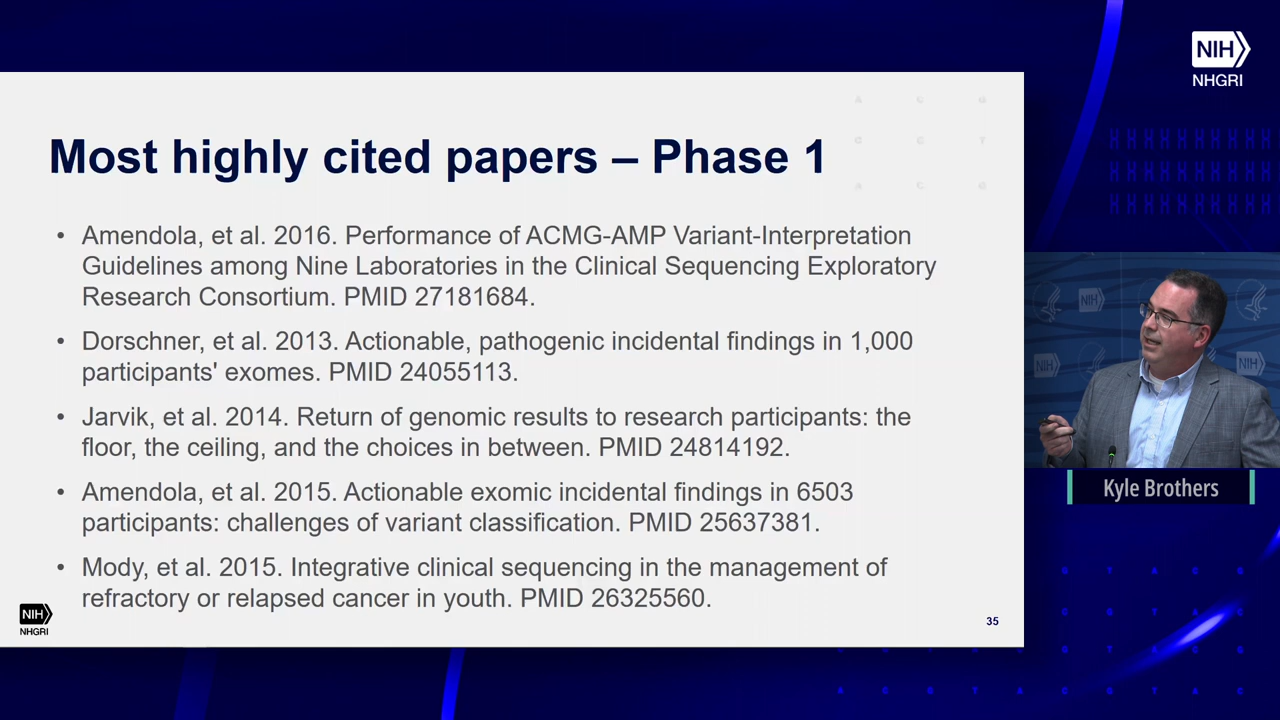 NIH
NHGRI
Most highly cited papers – Phase 1
• Amendola, et al. 2016. Performance of ACMG-AMP Variant-Interpretation
Guidelines among Nine Laboratories in the Clinical Sequencing Exploratory
Research Consortium. PMID 27181684.
• Dorschner, et al. 2013. Actionable, pathogenic incidental findings in 1,000
participants' exomes. PMID 24055113.
• Jarvik, et al. 2014. Return of genomic results to research participants: the
floor, the ceiling, and the choices in between. PMID 24814192.
• Amendola, et al. 2015. Actionable exomic incidental findings in 6503
participants: challenges of variant classification. PMID 25637381.
• Mody, et al. 2015. Integrative clinical sequencing in the management of
refractory or relapsed cancer in youth. PMID 26325560.
NIH
NHGRI
35
NIH
NIH
NIH
Kyle Brothers